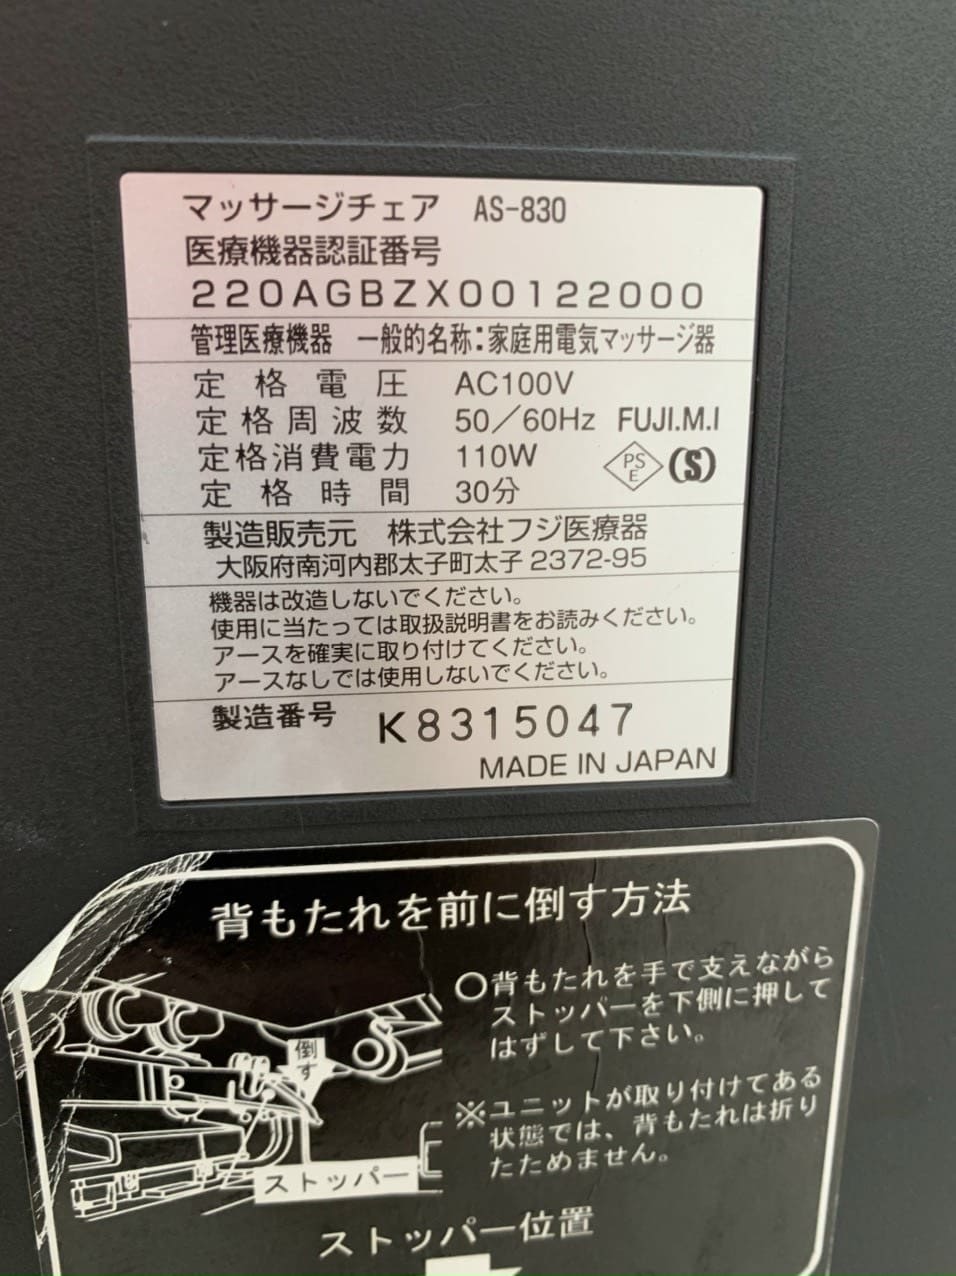 マッサージチェア AS-830
医療機器認証番号
220AGBZX00122000
管理医療機器 一般的名称：家庭用電気マッサージ器
定格電圧 AC100V
定格周波数 50／60Hz FUJI.M.I
定格消費電力 110W PSE (S)
定格時間 30分
製造販売元 株式会社フジ医療器
大阪府南河内郡太子町太子2372-95
機器は改造しないでください。
使用に当たっては取扱説明書をお読みください。
アースを確実に取り付けてください。
アースなしでは使用しないでください。
製造番号 K8315047
MADE IN JAPAN
背もたれを前に倒す方法
○背もたれを手で支えながら
ストッパーを下側に押して
はずして下さい。
倒す
※ユニットが取り付けてある
状態では、背もたれは折り
たためません。
ストッパー
ストッパー位置